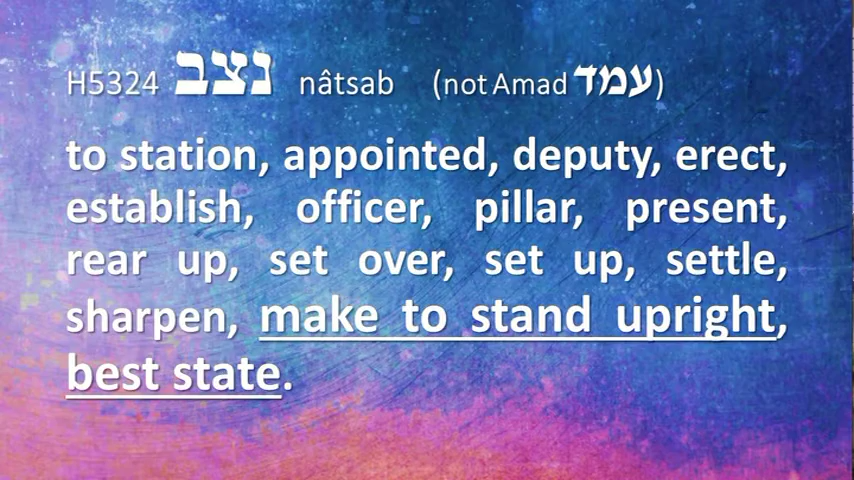 H5324 נצב nâtsab (not Amad עמד)
to station, appointed, deputy, erect,
establish, officer, pillar, present,
rear up, set over, set up, settle,
sharpen, make to stand upright,
best state.